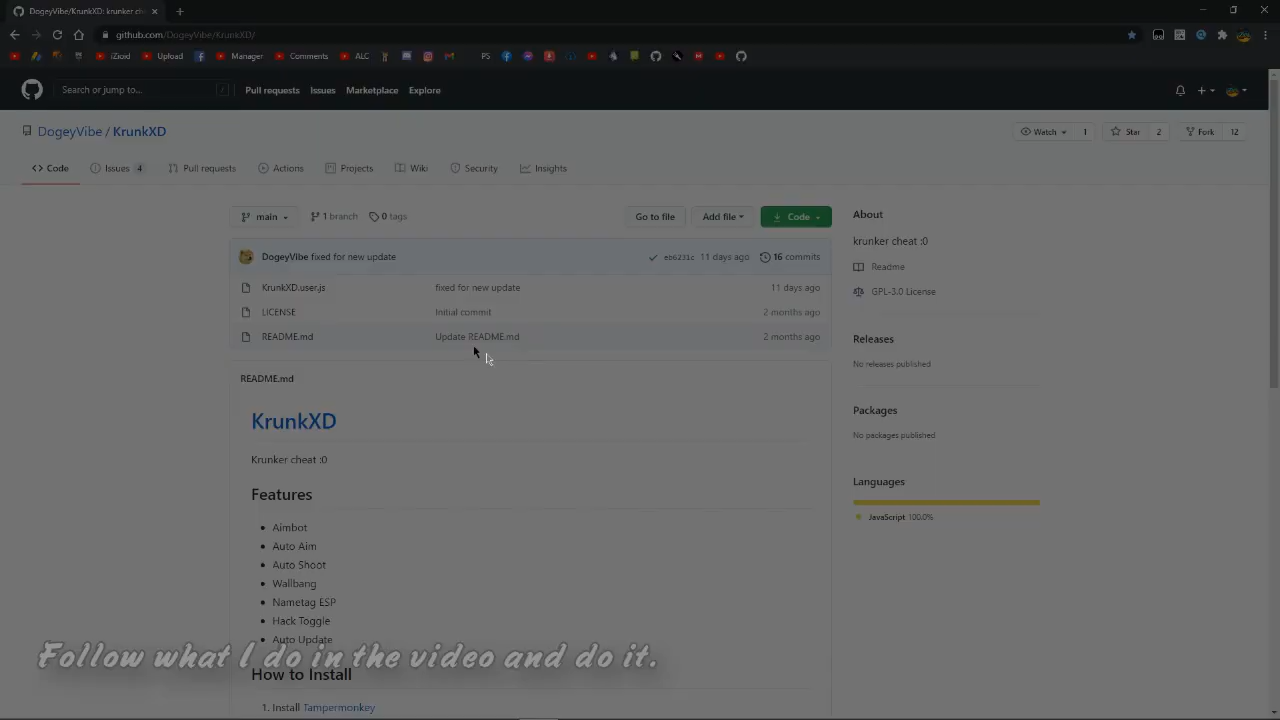 DogeyVibe/KrunkXD: krunker che
github.com/DogeyVibe/KrunkXD/
iZioid Upload Manager Comments ALC PS
Search or jump to... /
Pull requests Issues Marketplace Explore
DogeyVibe / KrunkXD
Watch 1 Star 2 Fork 12
Code Issues 4 Pull requests Actions Projects Wiki Security Insights
main 1 branch 0 tags Go to file Add file Code
DogeyVibe fixed for new update eb6231c 11 days ago 16 commits
KrunkXD.user.js fixed for new update 11 days ago
LICENSE Initial commit 2 months ago
README.md Update README.md 2 months ago
README.md
KrunkXD
Krunker cheat :0
Features
Aimbot
Auto Aim
Auto Shoot
Wallbang
Nametag ESP
Hack Toggle
Auto Update
How to Install
1. Install Tampermonkey
About
krunker cheat :0
Readme
GPL-3.0 License
Releases
No releases published
Packages
No packages published
Languages
JavaScript 100.0%
Follow what I do in the video and do it.